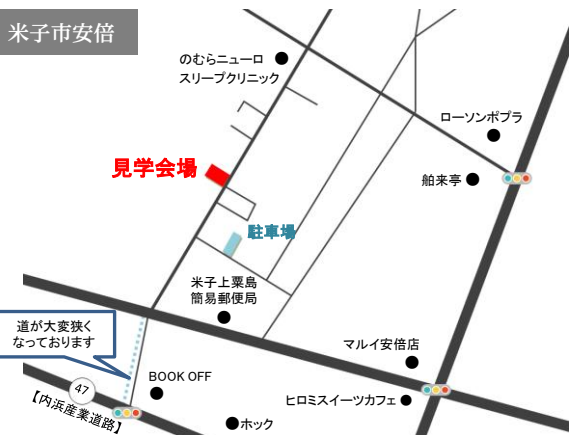 米子市安倍
のむらニューロ
スリープクリニック
ローソンポプラ
見学会場
舶来亭
駐車場
米子上粟島
簡易郵便局
道が大変狭く
なっております
マルイ安倍店
BOOK OFF
47
ヒロミスイーツカフェ
【内浜産業道路】
ホック